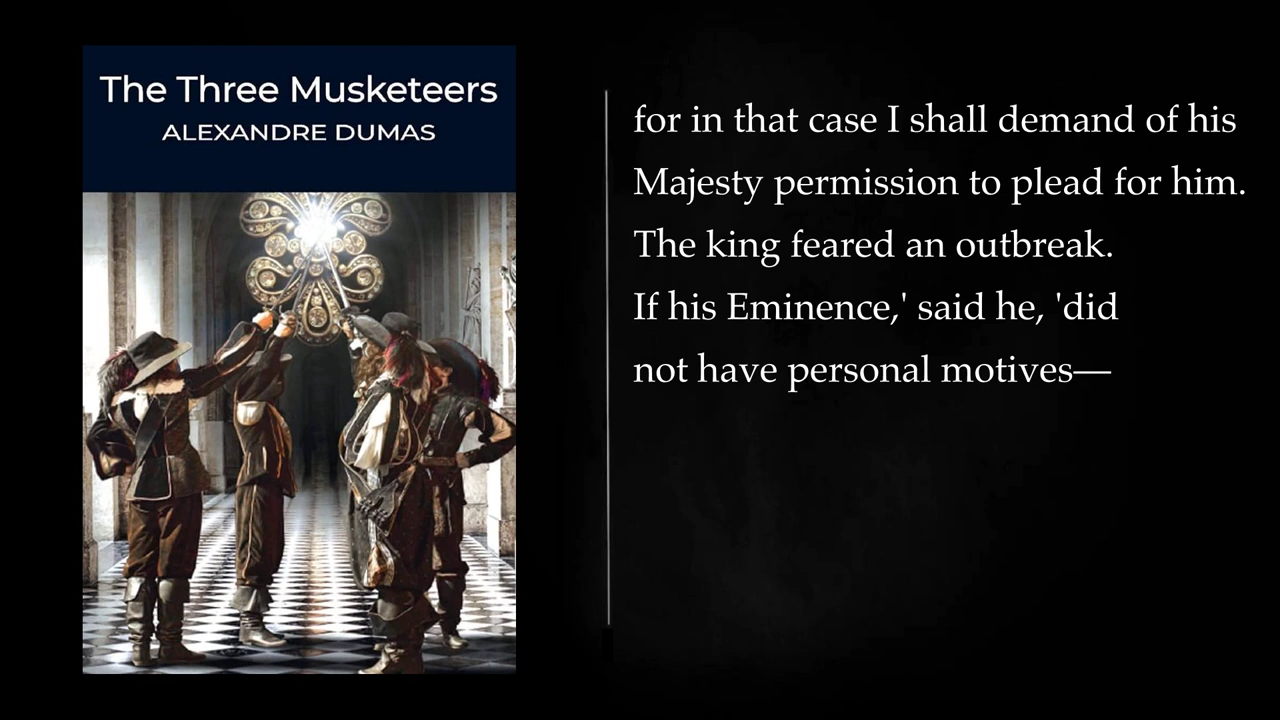 The Three Musketeers
ALEXANDRE DUMAS
for in that case I shall demand of his
Majesty permission to plead for him.
The king feared an outbreak.
If his Eminence,' said he, 'did
not have personal motives—